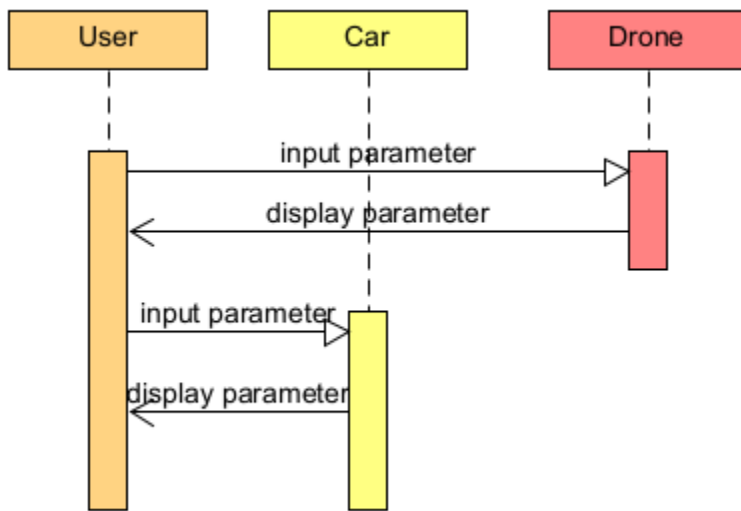 User
Car
Drone
input parameter
display parameter
input parameter
display parameter